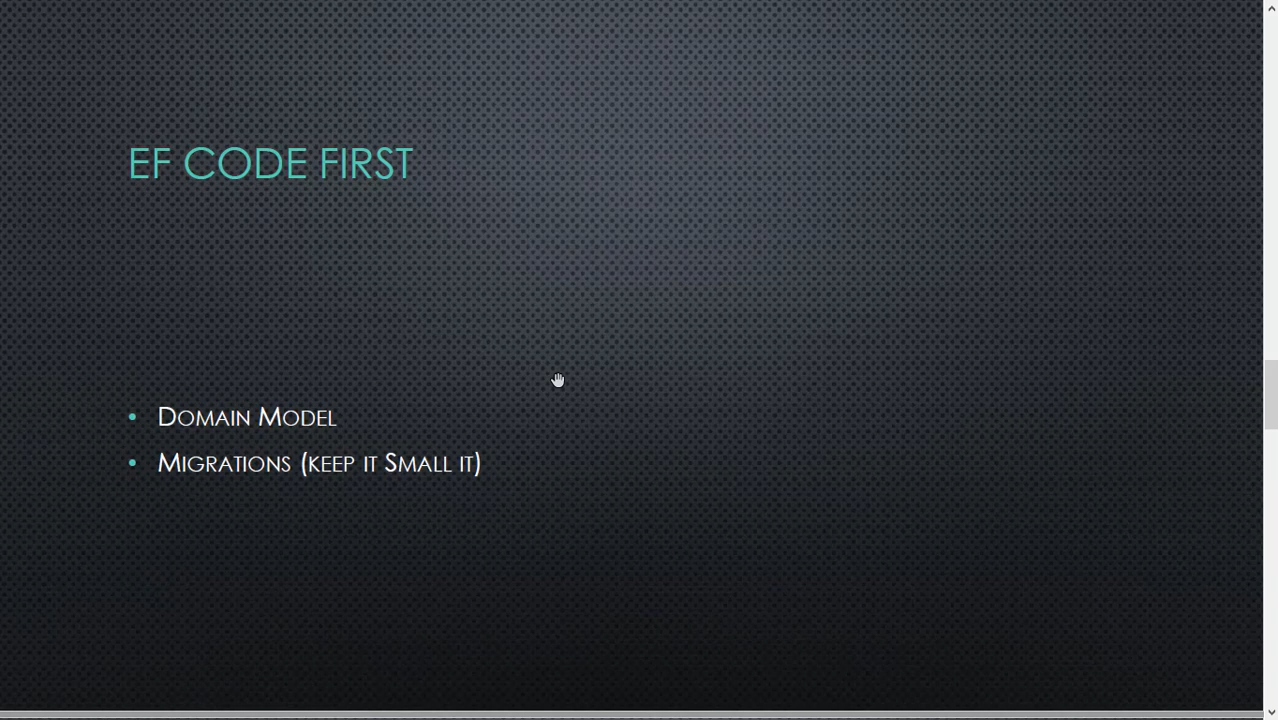 EF CODE FIRST
• Domain Model
• Migrations (keep it Small it)